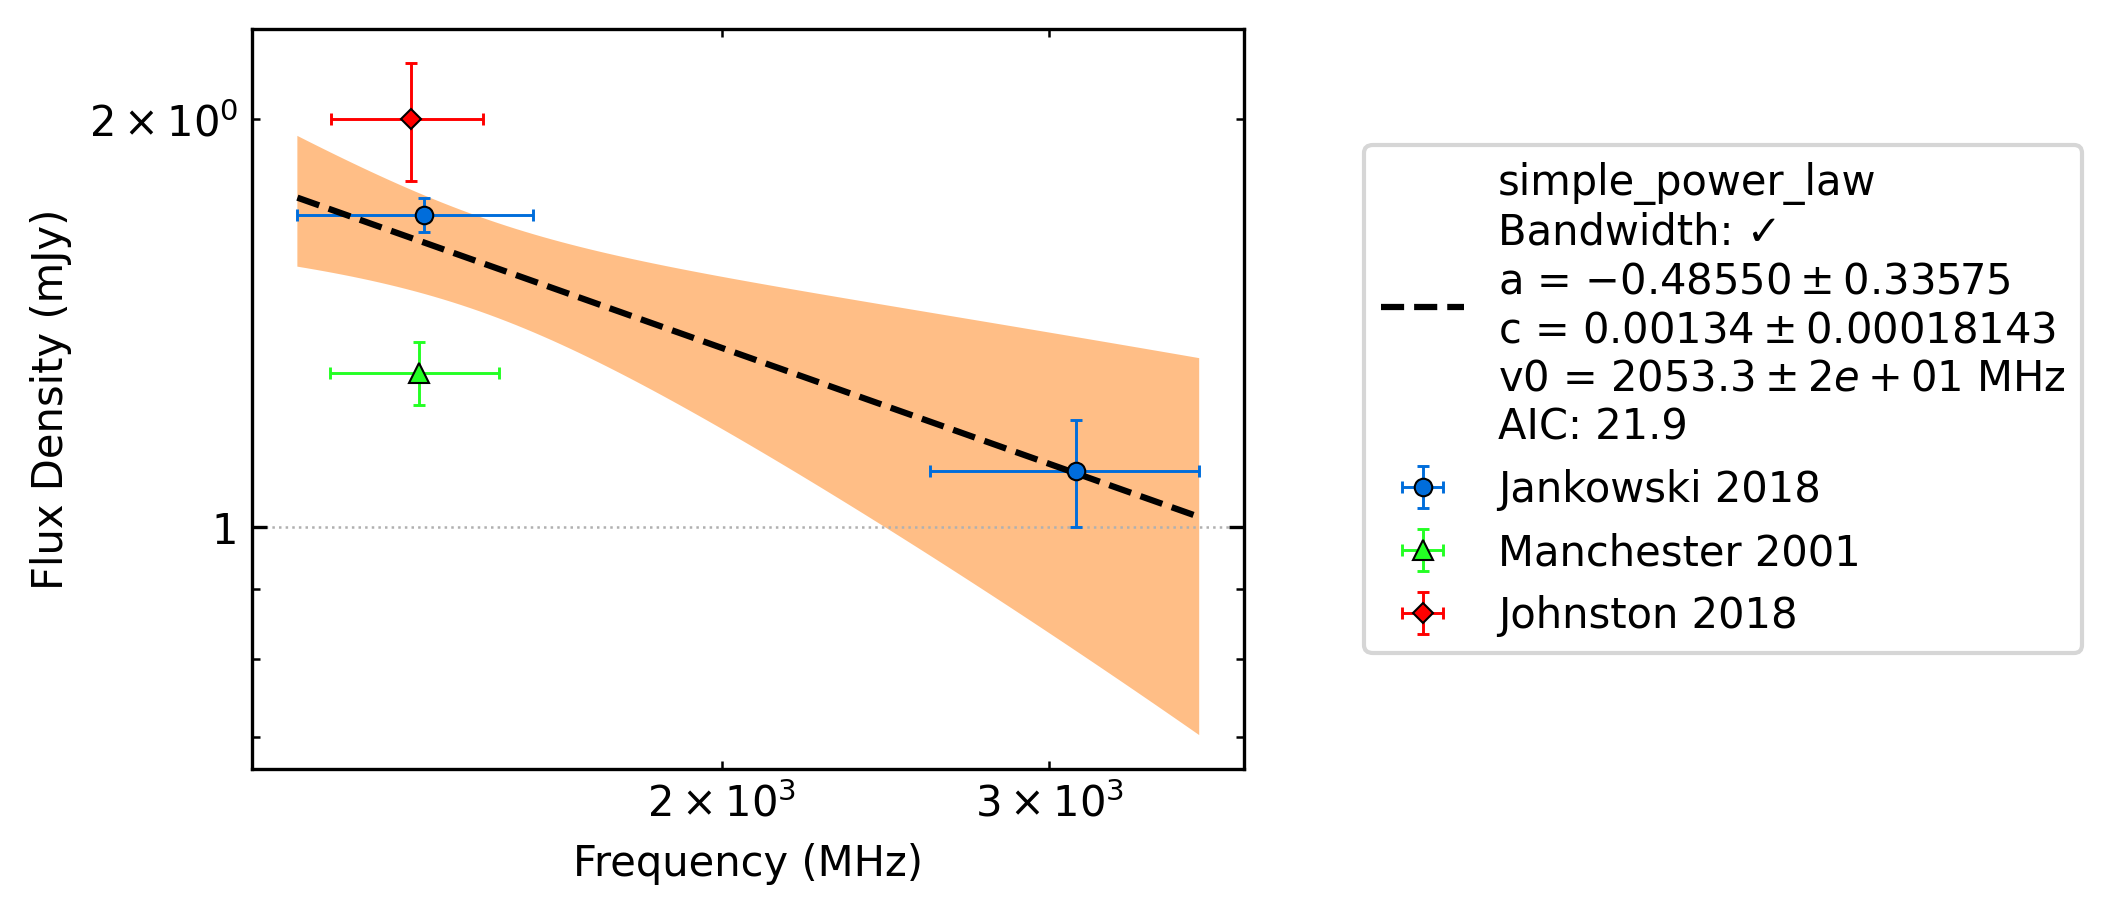 2 × 10⁰
1
Flux Density (mJy)
2 × 10³
3 × 10³
Frequency (MHz)
simple_power_law
Bandwidth: ✓
a = −0.48550 ± 0.33575
c = 0.00134 ± 0.00018143
v0 = 2053.3 ± 2e + 01 MHz
AIC: 21.9
Jankowski 2018
Manchester 2001
Johnston 2018